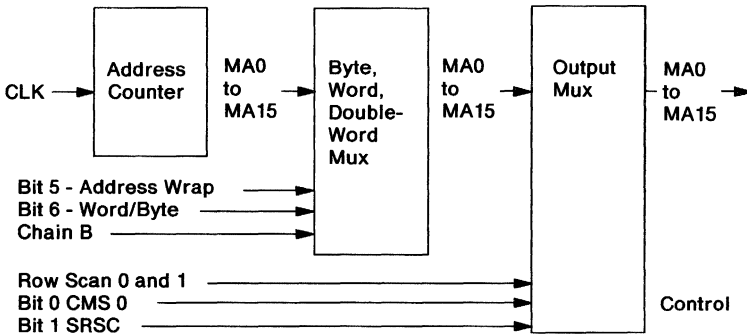 CLK
Address
Counter
MA0
to
MA15
Byte,
Word,
Double-
Word
Mux
MA0
to
MA15
Output
Mux
MA0
to
MA15
Bit 5 - Address Wrap
Bit 6 - Word/Byte
Chain B
Row Scan 0 and 1
Bit 0 CMS 0
Bit 1 SRSC
Control